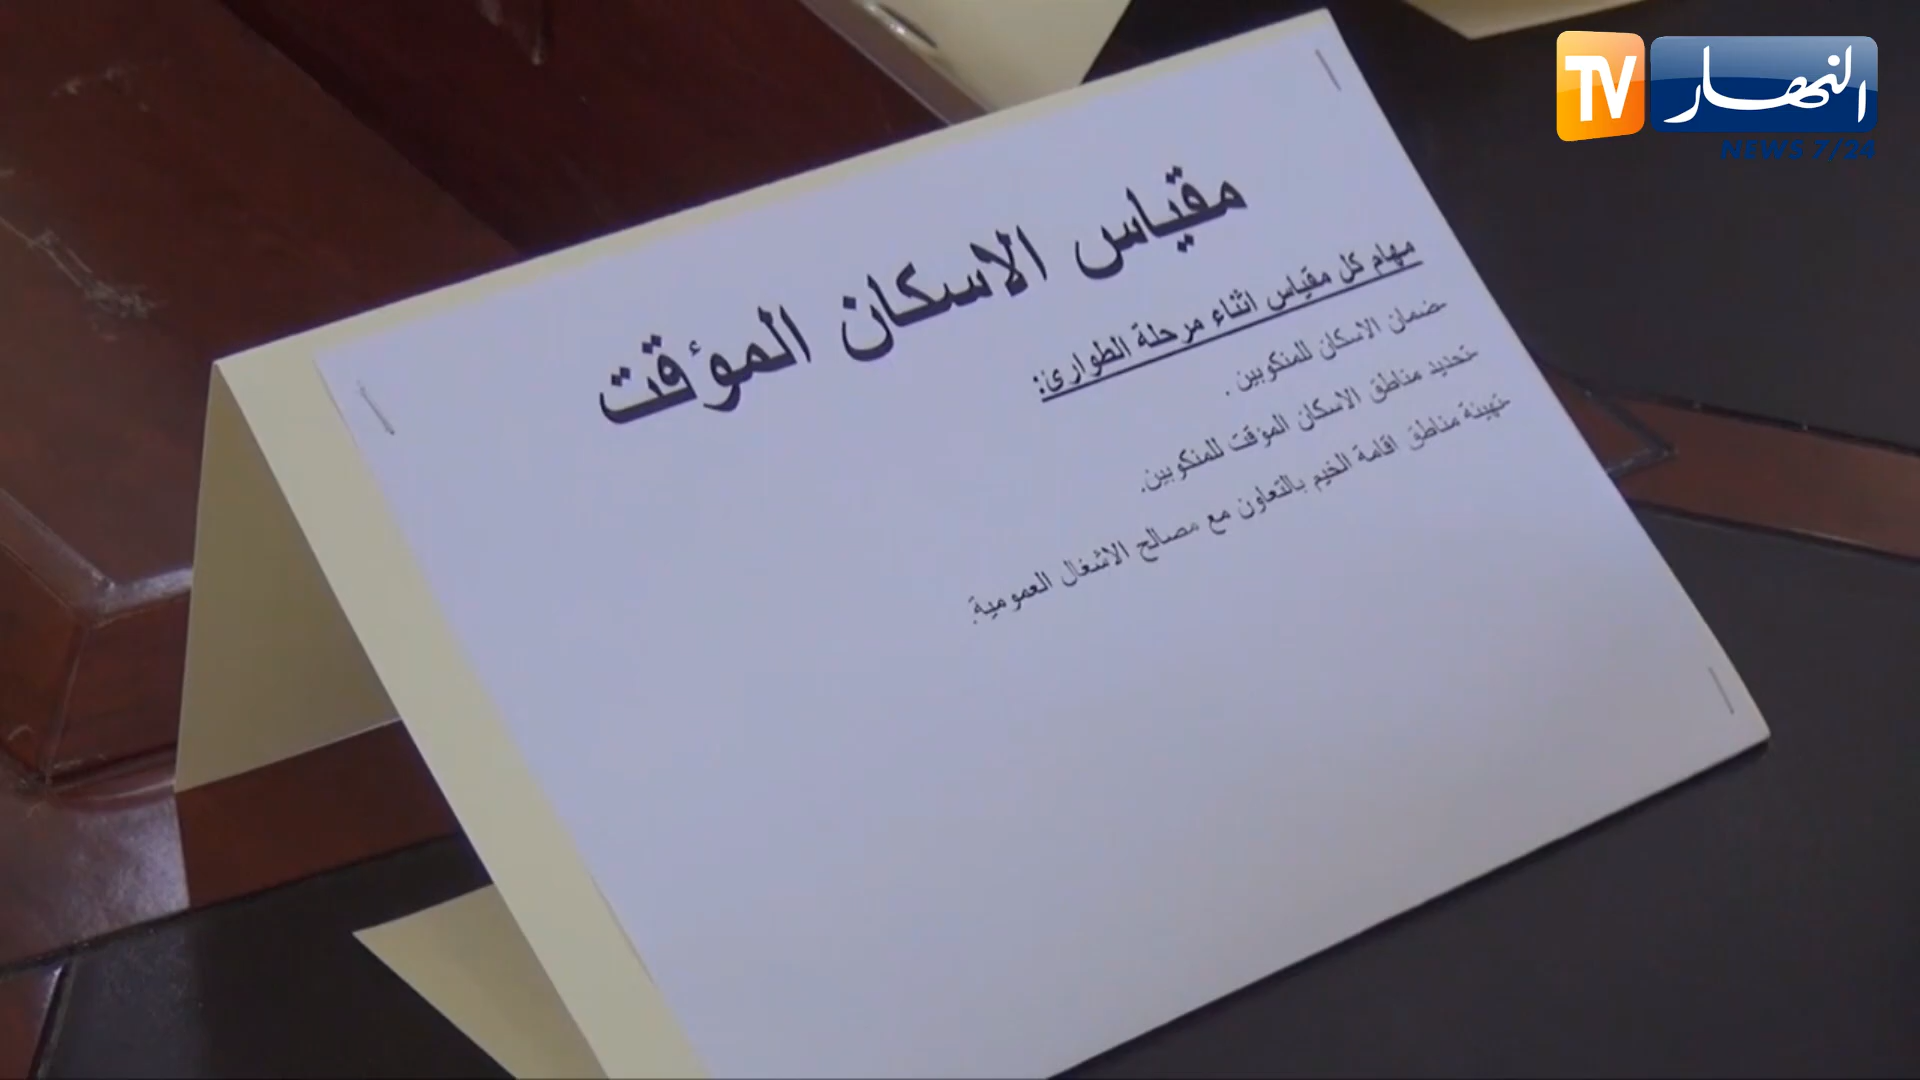 TV النهار
NEWS 7/24
مقياس الاسكان المؤقت
مهام كل مقياس اثناء مرحلة الطوارئ:
-ضمان الاسكان للمنكوبين .
-تحديد مناطق الاسكان المؤقت للمنكوبين.
-تهيئة مناطق اقامة الخيم بالتعاون مع مصالح الاشغال العمومية.